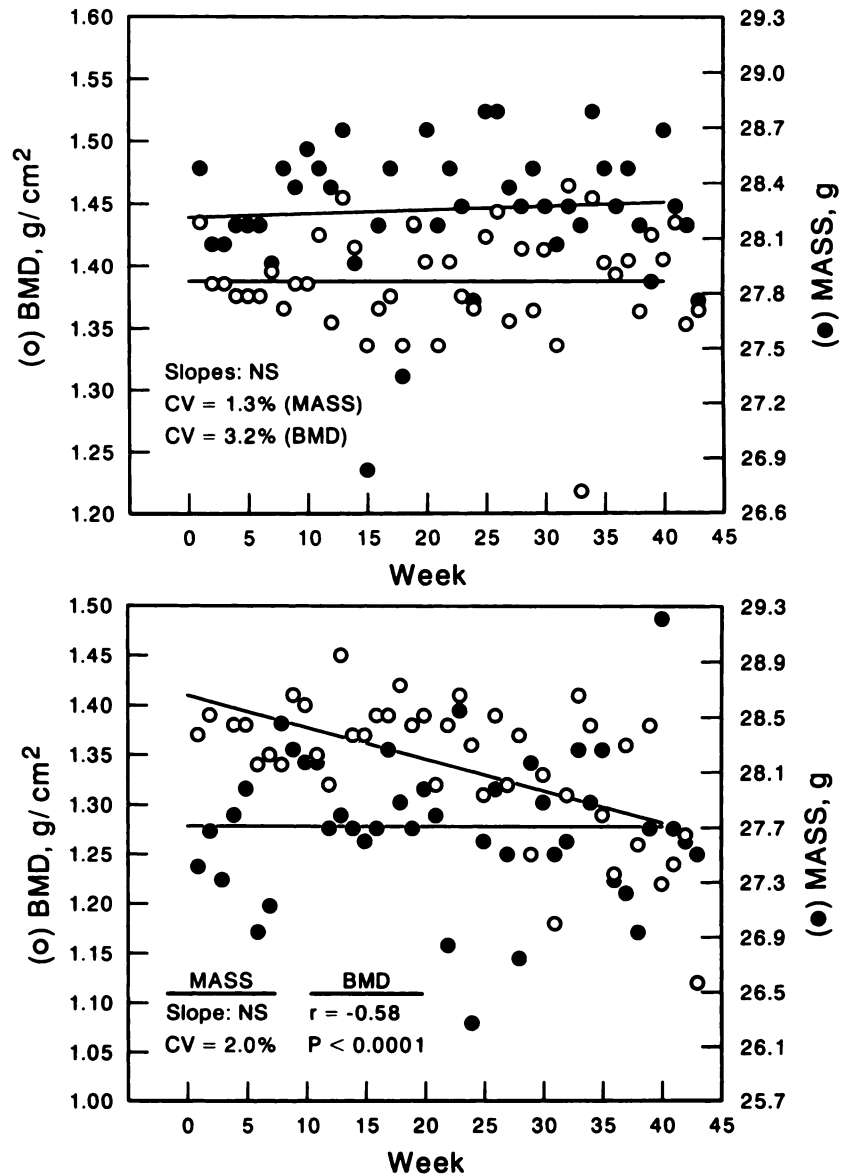 1.60
1.55
1.50
1.45
1.40
1.35
1.30
1.25
1.20
(o) BMD, g/cm²
29.3
29.0
28.7
28.4
28.1
27.8
27.5
27.2
26.9
26.6
(●) MASS, g
Slopes: NS
CV = 1.3% (MASS)
CV = 3.2% (BMD)
0 5 10 15 20 25 30 35 40 45
Week
1.50
1.45
1.40
1.35
1.30
1.25
1.20
1.15
1.10
1.05
1.00
(o) BMD, g/cm²
29.3
28.9
28.5
28.1
27.7
27.3
26.9
26.5
26.1
25.7
(●) MASS, g
MASS BMD
Slope: NS r = -0.58
CV = 2.0% P < 0.0001
0 5 10 15 20 25 30 35 40 45
Week